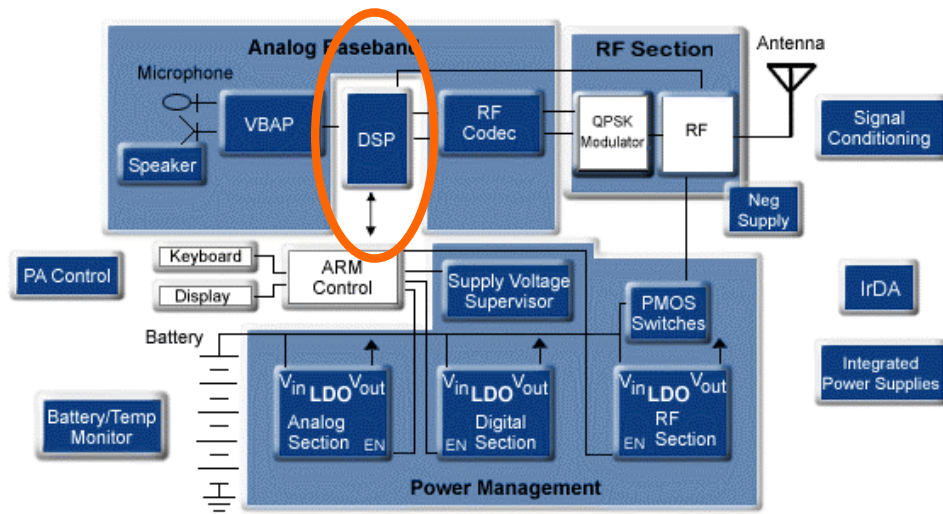 Analog Baseband
RF Section
Antenna
Microphone
VBAP
DSP
RF
Codec
QPSK
Modulator
RF
Signal
Conditioning
Speaker
Neg
Supply
Keyboard
Display
ARM
Control
PA Control
Supply Voltage
Supervisor
PMOS
Switches
IrDA
Battery
Integrated
Power Supplies
Battery/Temp
Monitor
Vin LDO Vout
Analog
Section
EN
Vin LDO Vout
Digital
Section
EN
Vin LDO Vout
RF
Section
EN
Power Management